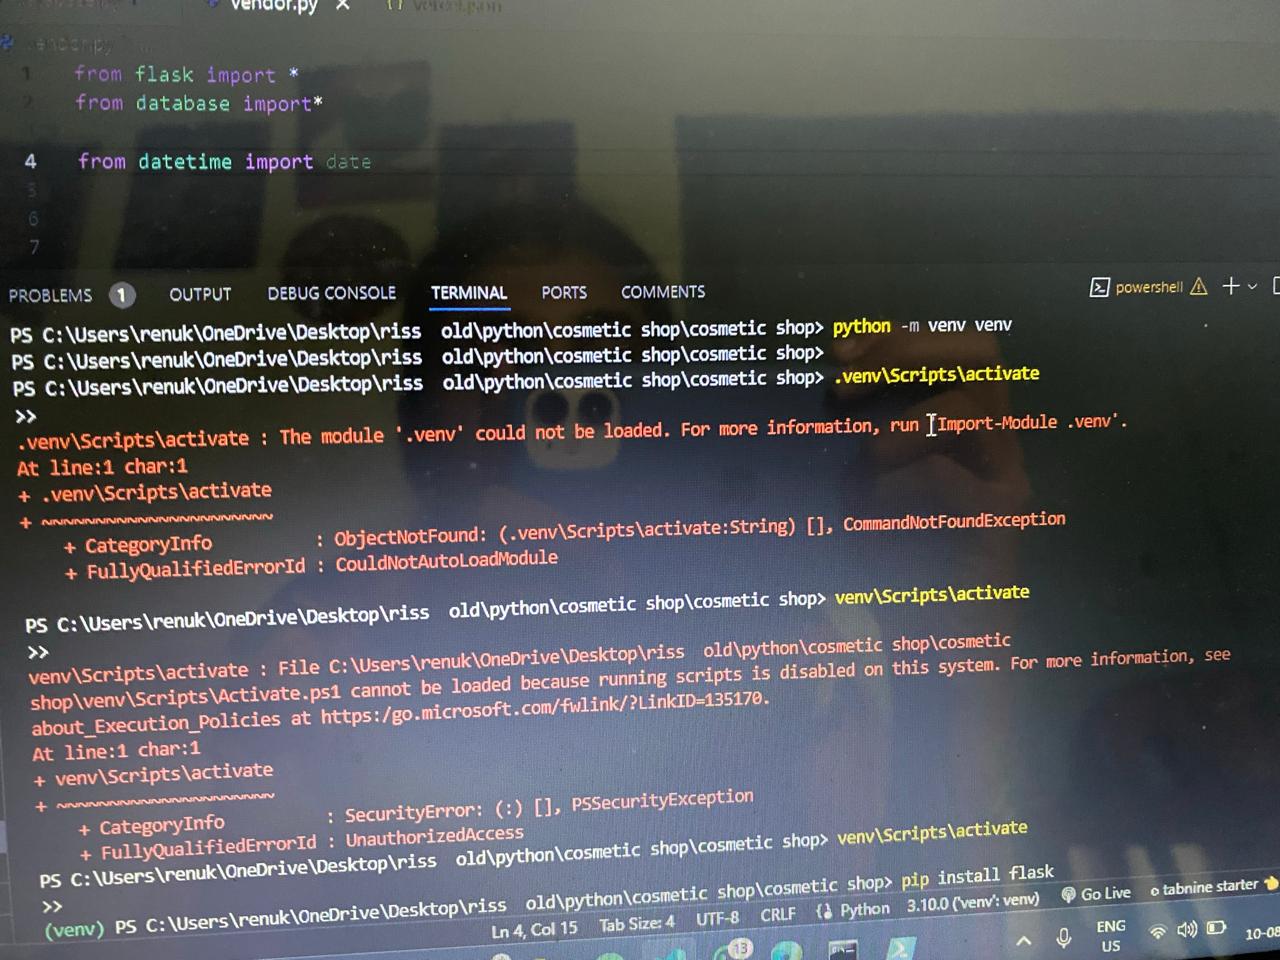 vendor.py ×
1 from flask import *
2 from database import*
4 from datetime import date
5
6
7
PROBLEMS 1 OUTPUT DEBUG CONSOLE TERMINAL PORTS COMMENTS powershell
PS C:\Users\renuk\OneDrive\Desktop\riss  old\python\cosmetic shop\cosmetic shop> python -m venv venv
PS C:\Users\renuk\OneDrive\Desktop\riss  old\python\cosmetic shop\cosmetic shop>
PS C:\Users\renuk\OneDrive\Desktop\riss  old\python\cosmetic shop\cosmetic shop> .venv\Scripts\activate
>>
.venv\Scripts\activate : The module '.venv' could not be loaded. For more information, run 'Import-Module .venv'.
At line:1 char:1
+ .venv\Scripts\activate
+ ~~~~~~~~~~~~~~~~~~~~~~
+ CategoryInfo : ObjectNotFound: (.venv\Scripts\activate:String) [], CommandNotFoundException
+ FullyQualifiedErrorId : CouldNotAutoLoadModule
PS C:\Users\renuk\OneDrive\Desktop\riss  old\python\cosmetic shop\cosmetic shop> venv\Scripts\activate
>>
venv\Scripts\activate : File C:\Users\renuk\OneDrive\Desktop\riss  old\python\cosmetic shop\cosmetic
shop\venv\Scripts\Activate.ps1 cannot be loaded because running scripts is disabled on this system. For more information, see
about_Execution_Policies at https:/go.microsoft.com/fwlink/?LinkID=135170.
At line:1 char:1
+ venv\Scripts\activate
+ ~~~~~~~~~~~~~~~~~~~~~
+ CategoryInfo : SecurityError: (:) [], PSSecurityException
+ FullyQualifiedErrorId : UnauthorizedAccess
PS C:\Users\renuk\OneDrive\Desktop\riss  old\python\cosmetic shop\cosmetic shop> venv\Scripts\activate
>>
(venv) PS C:\Users\renuk\OneDrive\Desktop\riss  old\python\cosmetic shop\cosmetic shop> pip install flask
Ln 4, Col 15 Tab Size: 4 UTF-8 CRLF Python 3.10.0 ('venv': venv) Go Live tabnine starter
13 ENG
US 10-08